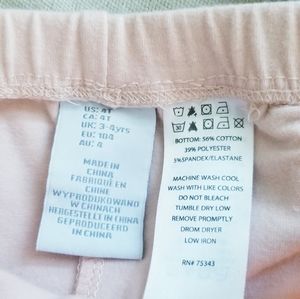 US: 4T
CA: 4T
UK: 3-4yrs
EU: 104
AU: 4
MADE IN
CHINA
FABRIQUÉ EN
CHINE
WYPRODUKOWANO
W CHINACH
HERGESTELLT IN CHINA
GEPRODUCEERD
IN CHINA
BOTTOM: 56% COTTON
39% POLYESTER
5% SPANDEX/ELASTANE
MACHINE WASH COOL
WASH WITH LIKE COLORS
DO NOT BLEACH
TUMBLE DRY LOW
REMOVE PROMPTLY
DROM DRYER
LOW IRON
RN# 75343